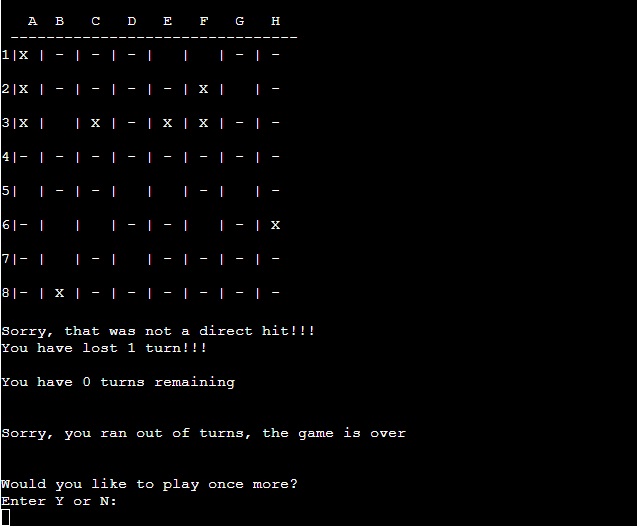 A B C D E F G H
--------------------------------
1|X | - | - | - |   |   | - | -
2|X | - | - | - | - | X |   | -
3|X |   | X | - | - X | X | - | -
4|- | - | - | - | - | - | - | -
5|  | - | - |   |   | - |   | -
6|- |   |   | - | - | - | - | X
7|- |   | - |   | - | - | - | -
8|- | X | - | - | - | - | - | -
Sorry, that was not a direct hit!!!
You have lost 1 turn!!!
You have 0 turns remaining
Sorry, you ran out of turns, the game is over
Would you like to play once more?
Enter Y or N: